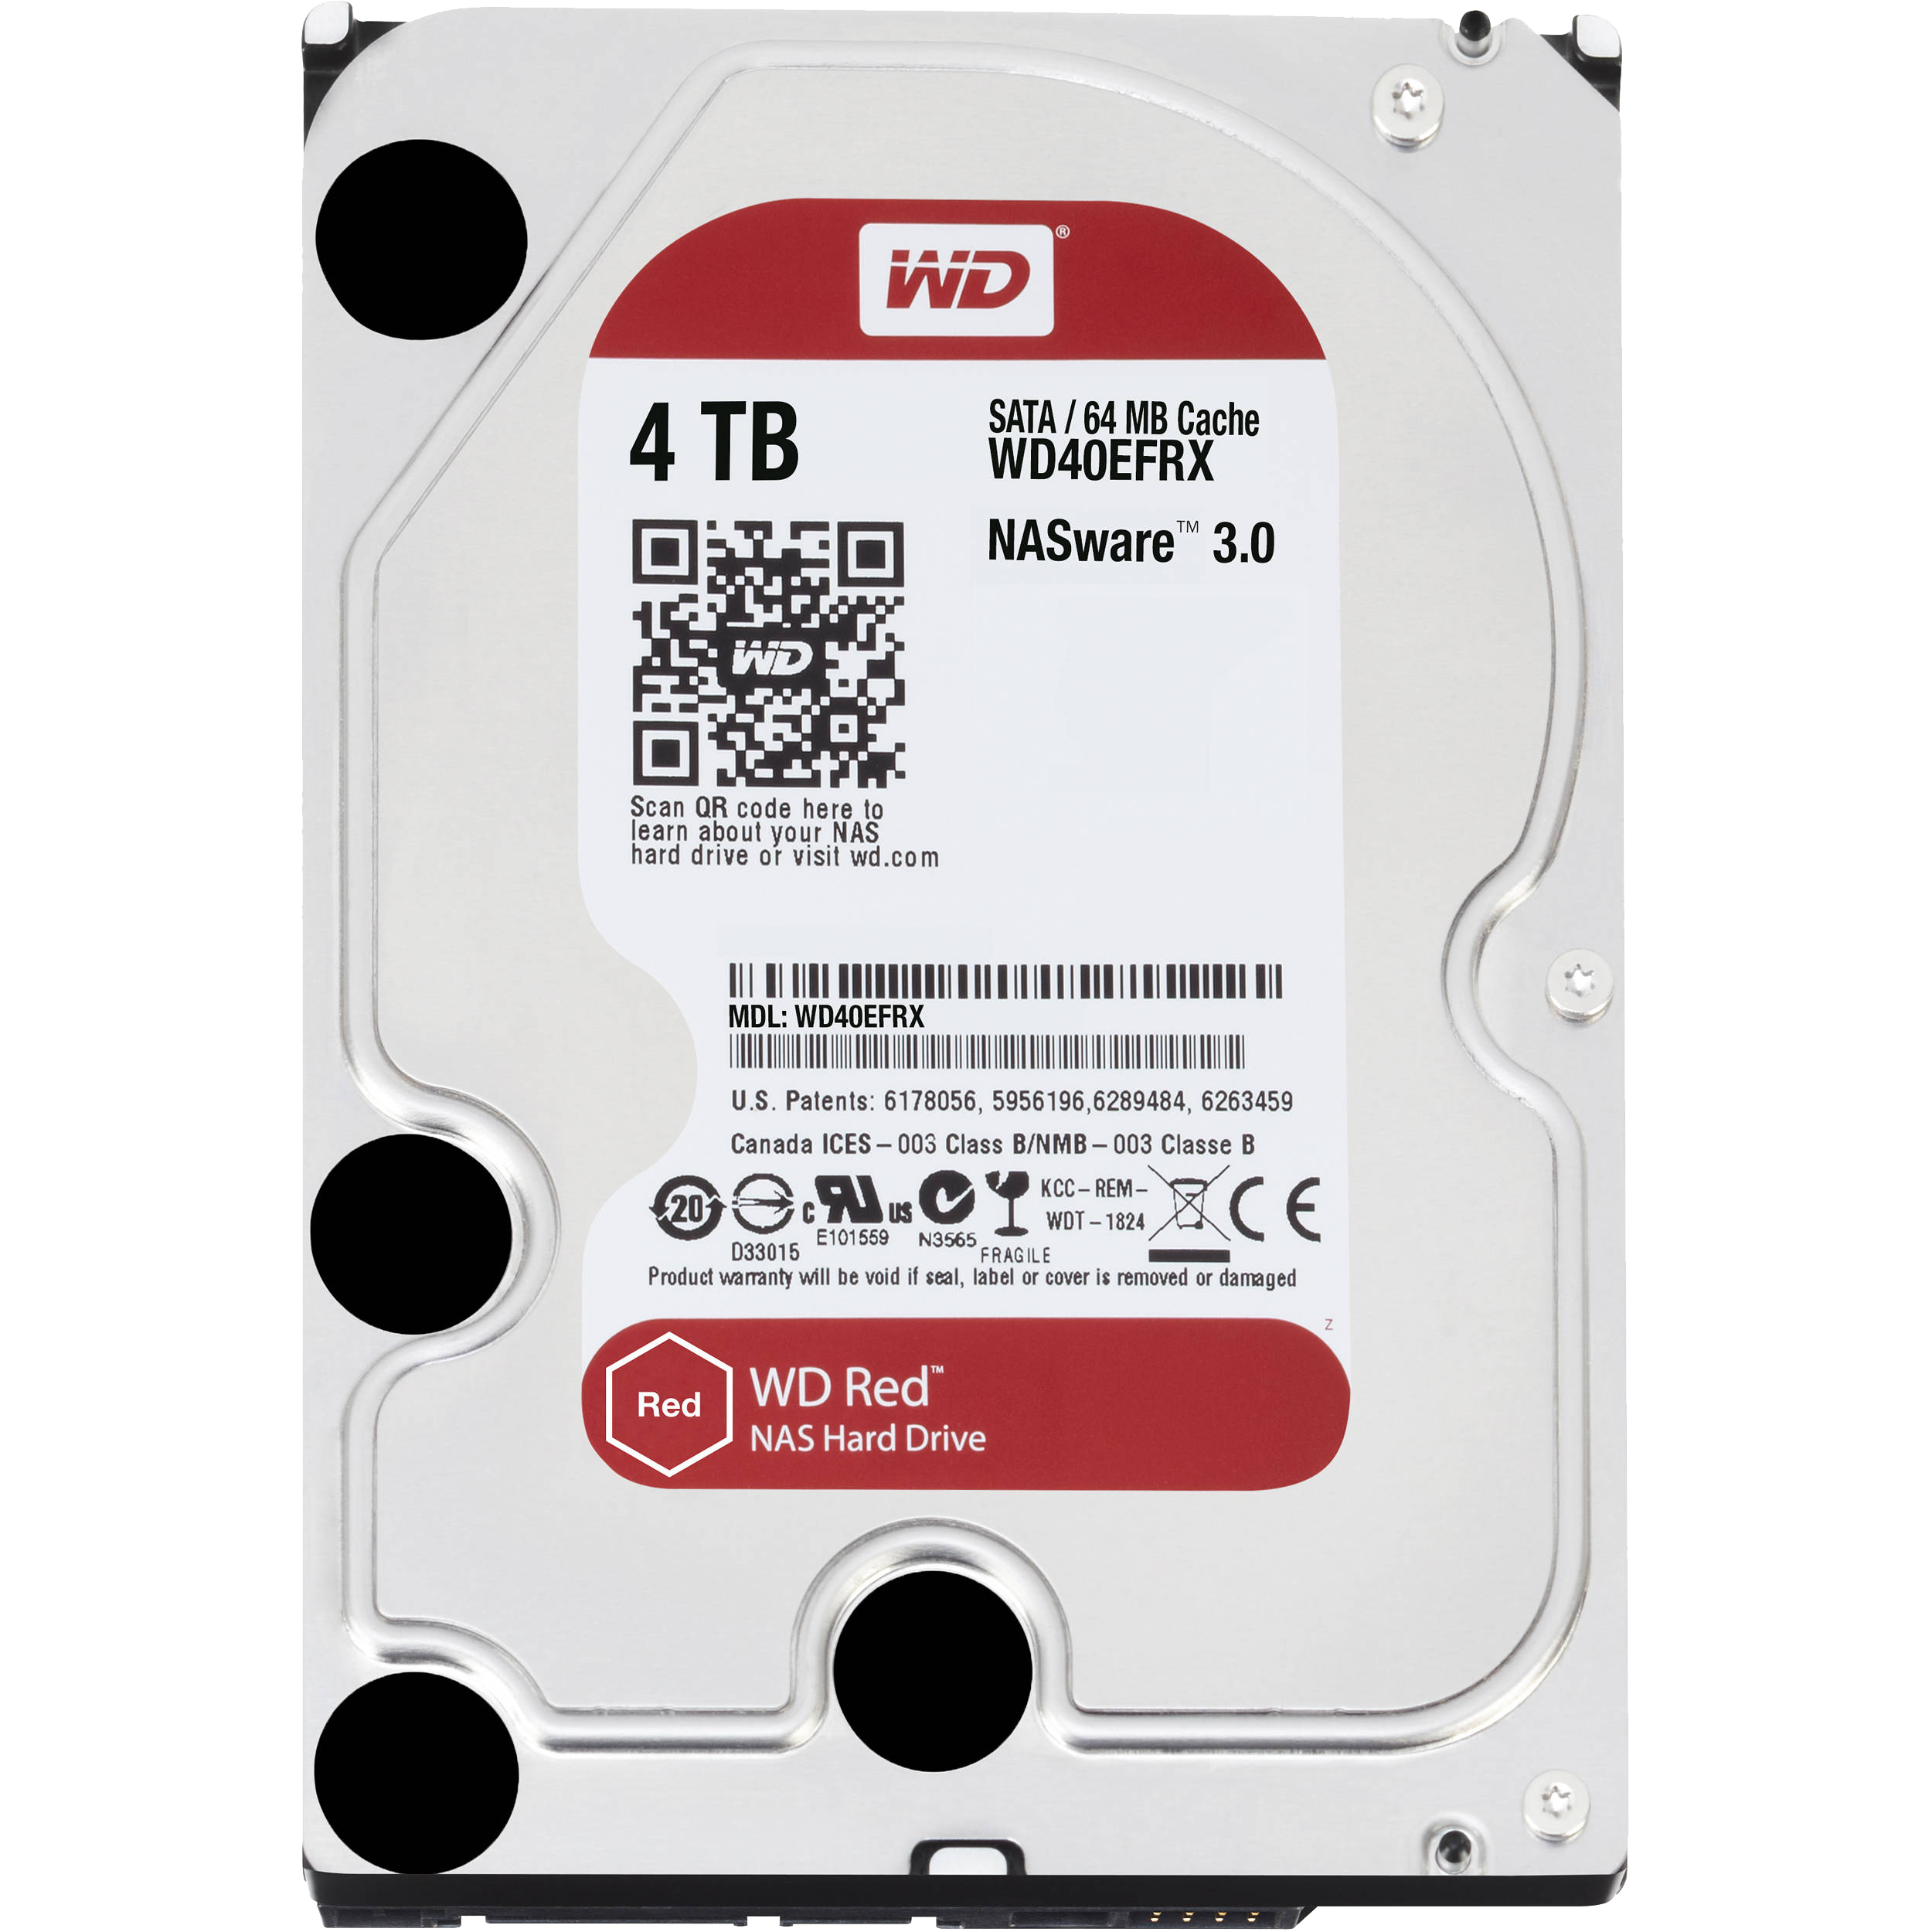 WD®
4 TB
SATA / 64 MB Cache
WD40EFRX
NASware™ 3.0
WD
Scan QR code here to
learn about your NAS
hard drive or visit wd.com
MDL: WD40EFRX
U.S. Patents: 6178056, 5956196,6289484, 6263459
Canada ICES – 003 Class B/NMB – 003 Classe B
20
D33015
c RU us
E101559
N3565
FRAGILE
KCC – REM –
WDT – 1824
CE
Product warranty will be void if seal, label or cover is removed or damaged
Z
Red
WD Red™
NAS Hard Drive